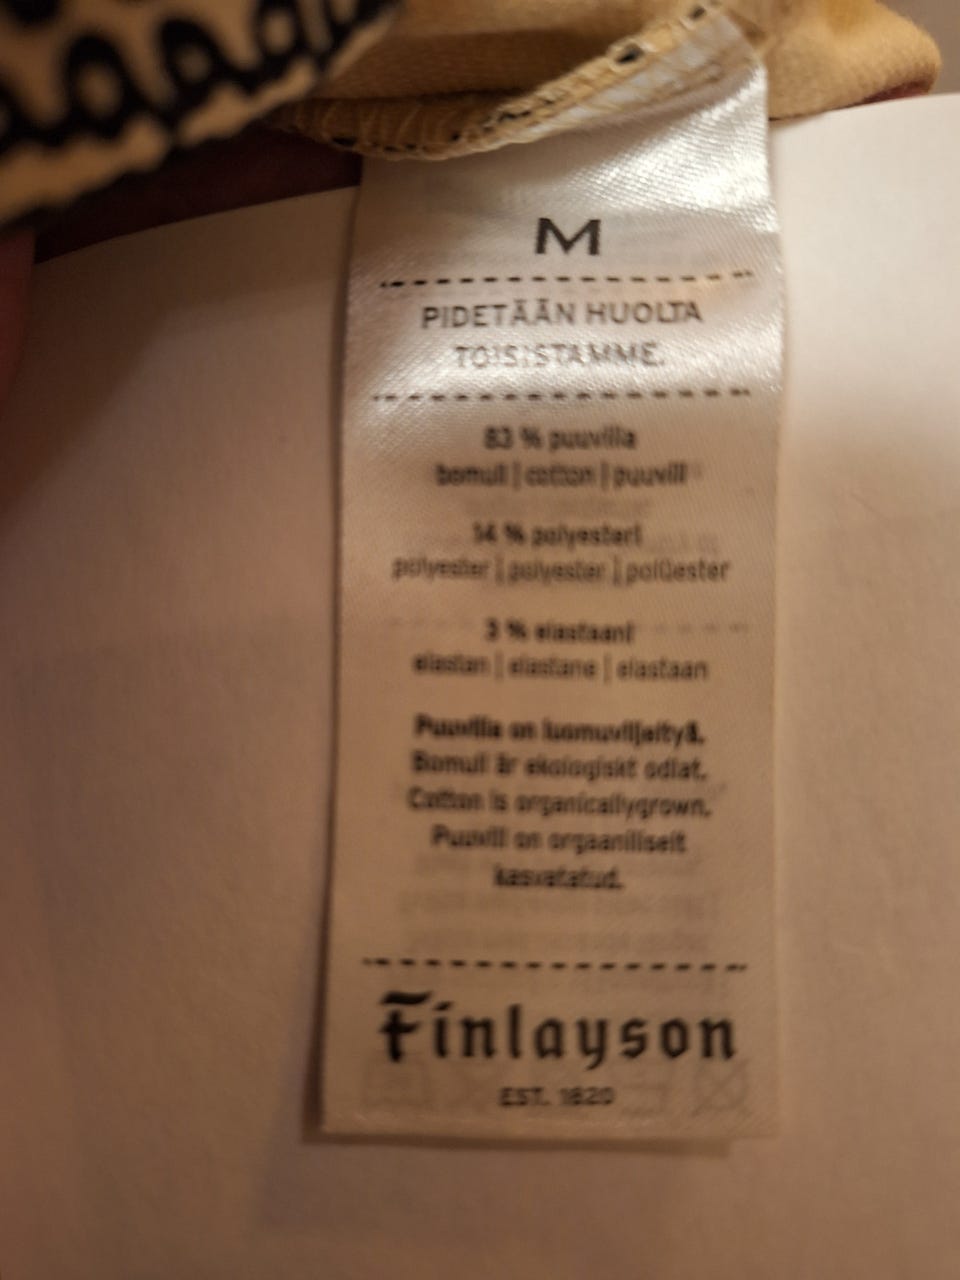 M
PIDETÄÄN HUOLTA
TOISISTAMME.
83 % puuvilla
bomull | cotton | puuvill
14 % polyesteri
polyester | polyester | polüester
3 % elastaani
elastan | elastane | elastaan
Puuvilla on luomuviljeltyä.
Bomull är ekologiskt odlat.
Cotton is organicallygrown.
Puuvill on orgaaniliselt
kasvatatud.
Finlayson
EST. 1820